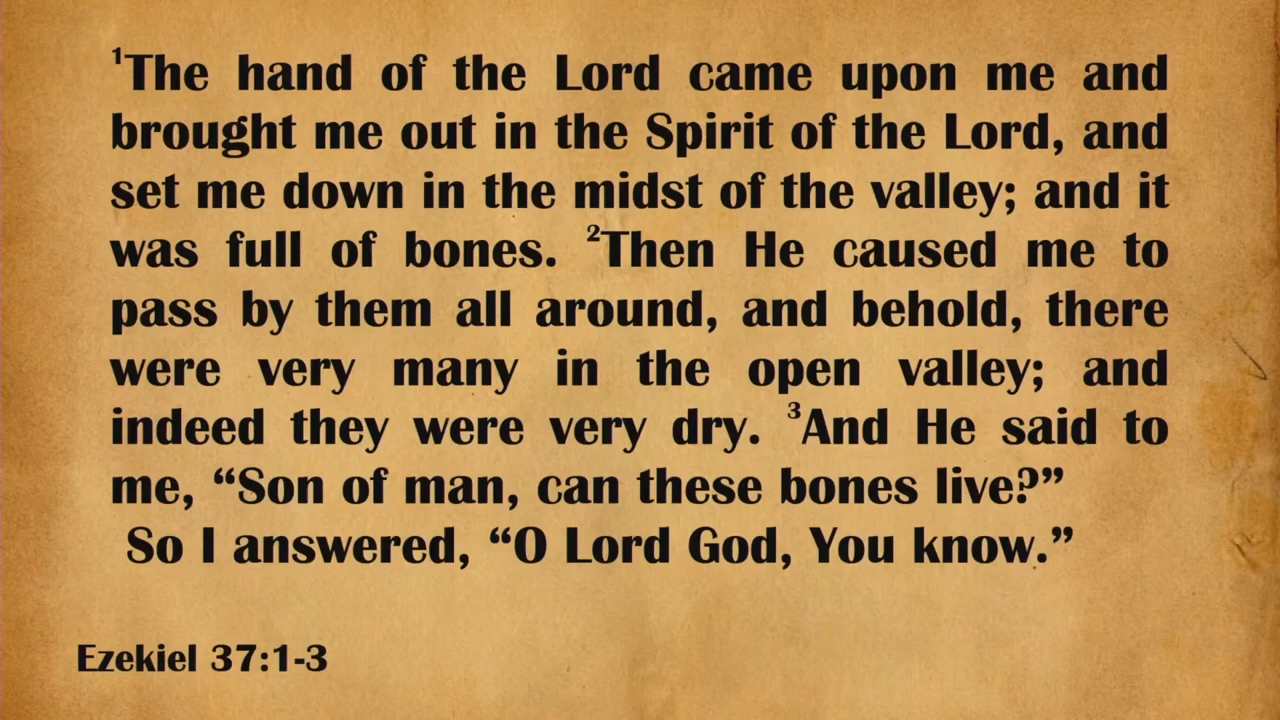 ¹The hand of the Lord came upon me and
brought me out in the Spirit of the Lord, and
set me down in the midst of the valley; and it
was full of bones. ²Then He caused me to
pass by them all around, and behold, there
were very many in the open valley; and
indeed they were very dry. ³And He said to
me, “Son of man, can these bones live?”
So I answered, “O Lord God, You know.”
Ezekiel 37:1-3